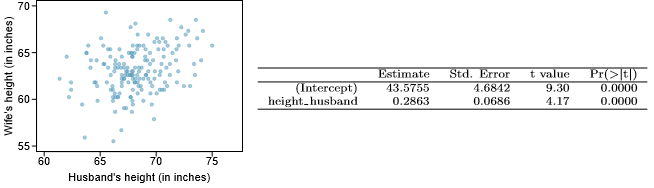 Wife's height (in inches)
70
65
60
55
60 65 70 75
Husband's height (in inches)
Estimate Std. Error t value Pr(>|t|)
(Intercept) 43.5755 4.6842 9.30 0.0000
height_husband 0.2863 0.0686 4.17 0.0000